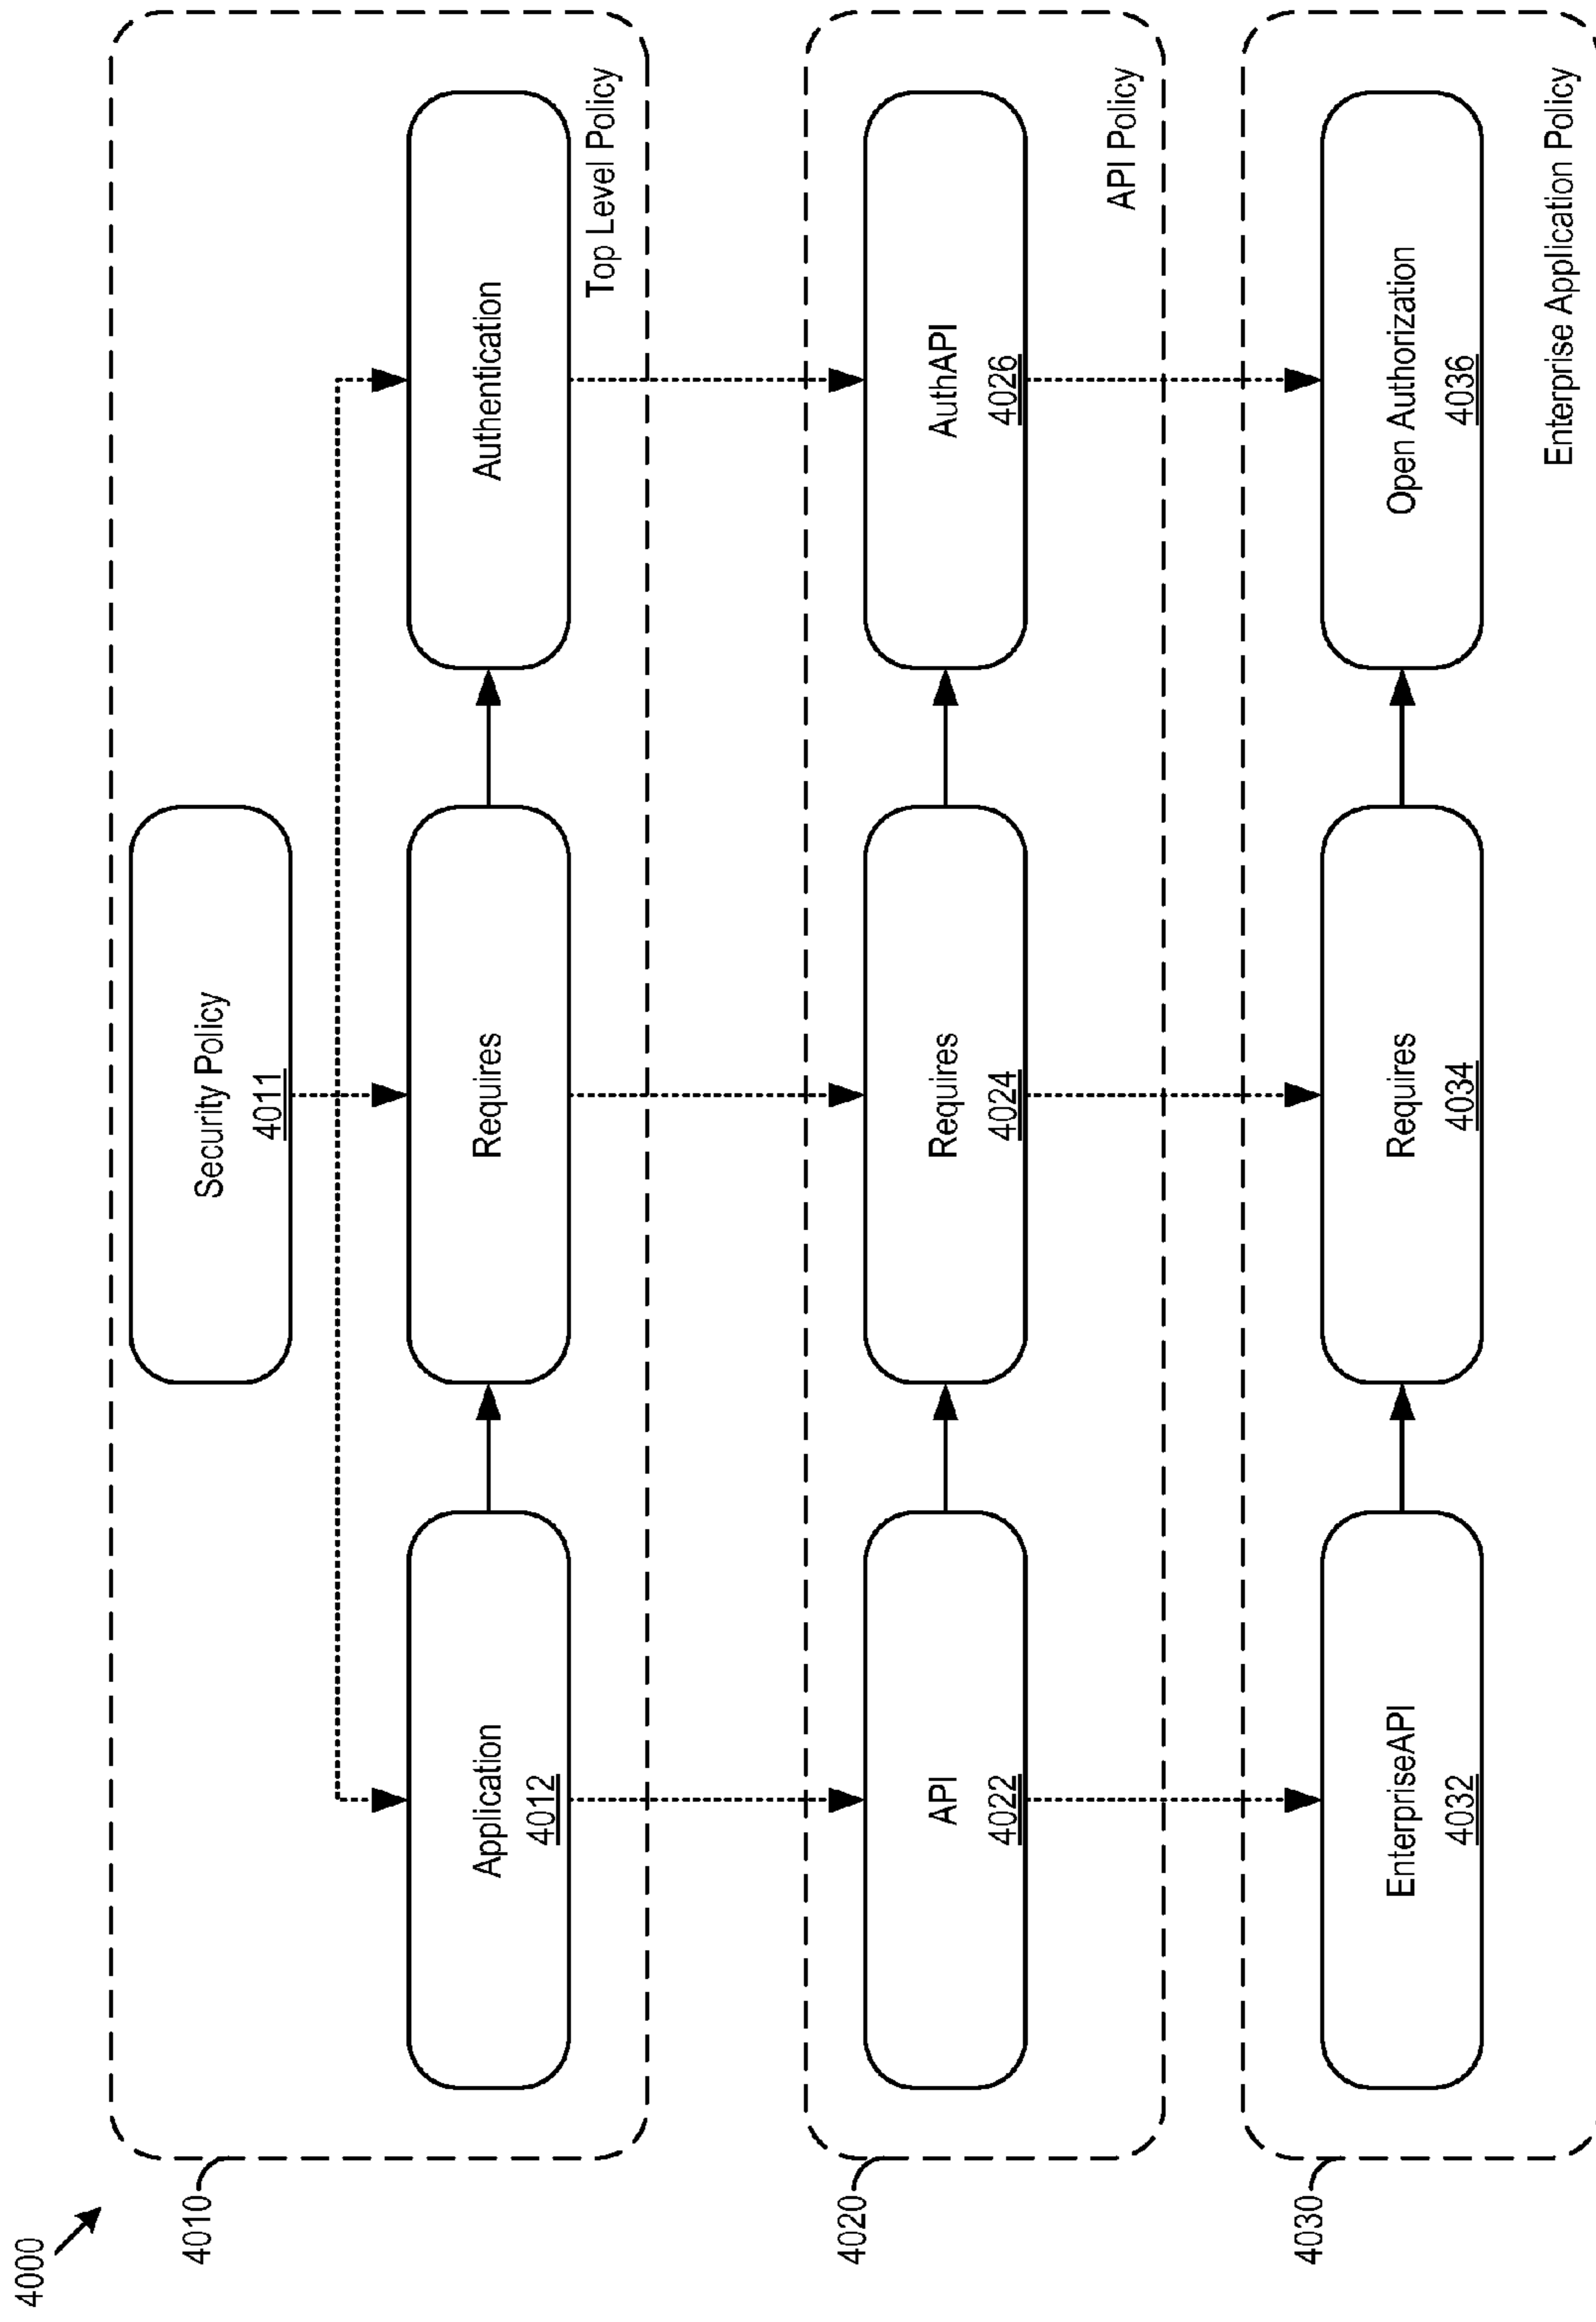 4000
4010
Security Policy
4011
Application
4012
Requires
Authentication
Top Level Policy
4020
API
4022
Requires
4024
AuthAPI
4026
API Policy
4030
EnterpriseAPI
4032
Requires
4034
Open Authorization
4036
Enterprise Application Policy